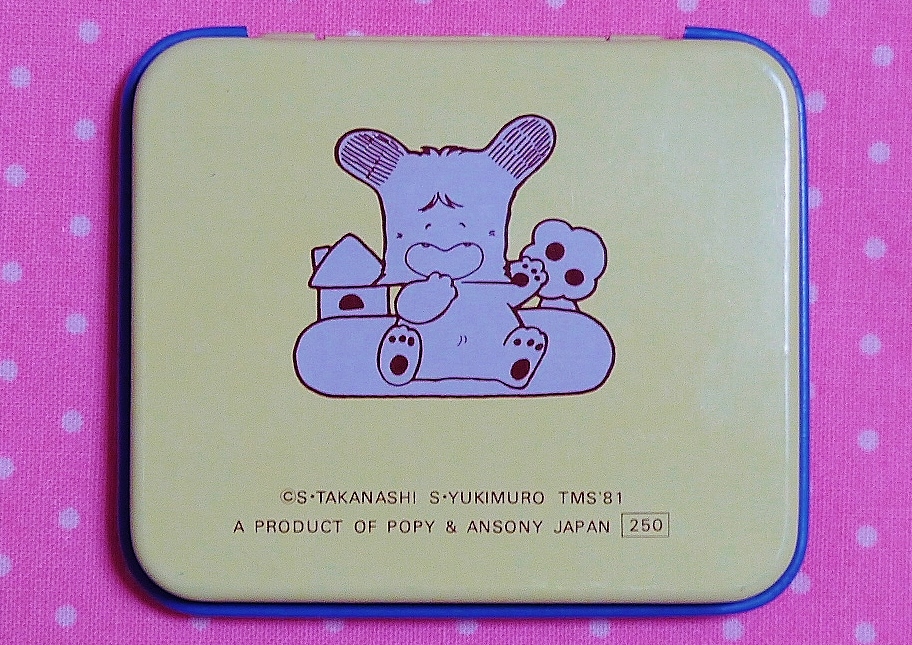 ©S·TAKANASHI S·YUKIMURO TMS'81
A PRODUCT OF POPY & ANSONY JAPAN 250